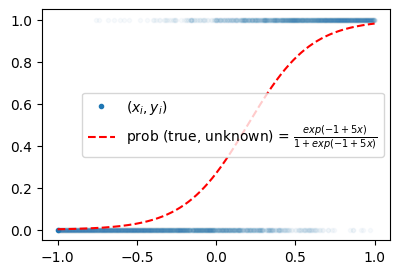 1.0
0.8
0.6
0.4
0.2
0.0
(x_i, y_i)
prob (true, unknown) = \frac{exp(−1+5x)}{1+exp(−1+5x)}
−1.0 −0.5 0.0 0.5 1.0